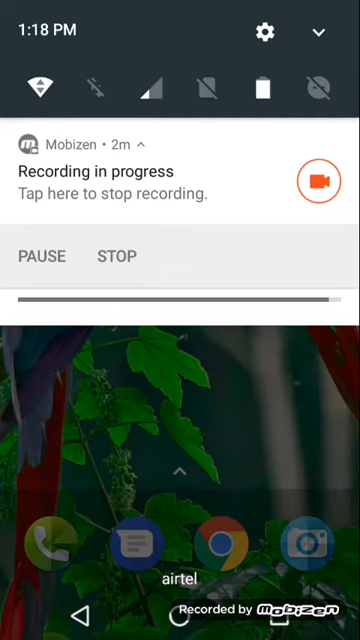 1:18 PM
Mobizen • 2m
Recording in progress
Tap here to stop recording.
PAUSE STOP
airtel
Recorded by mobizen